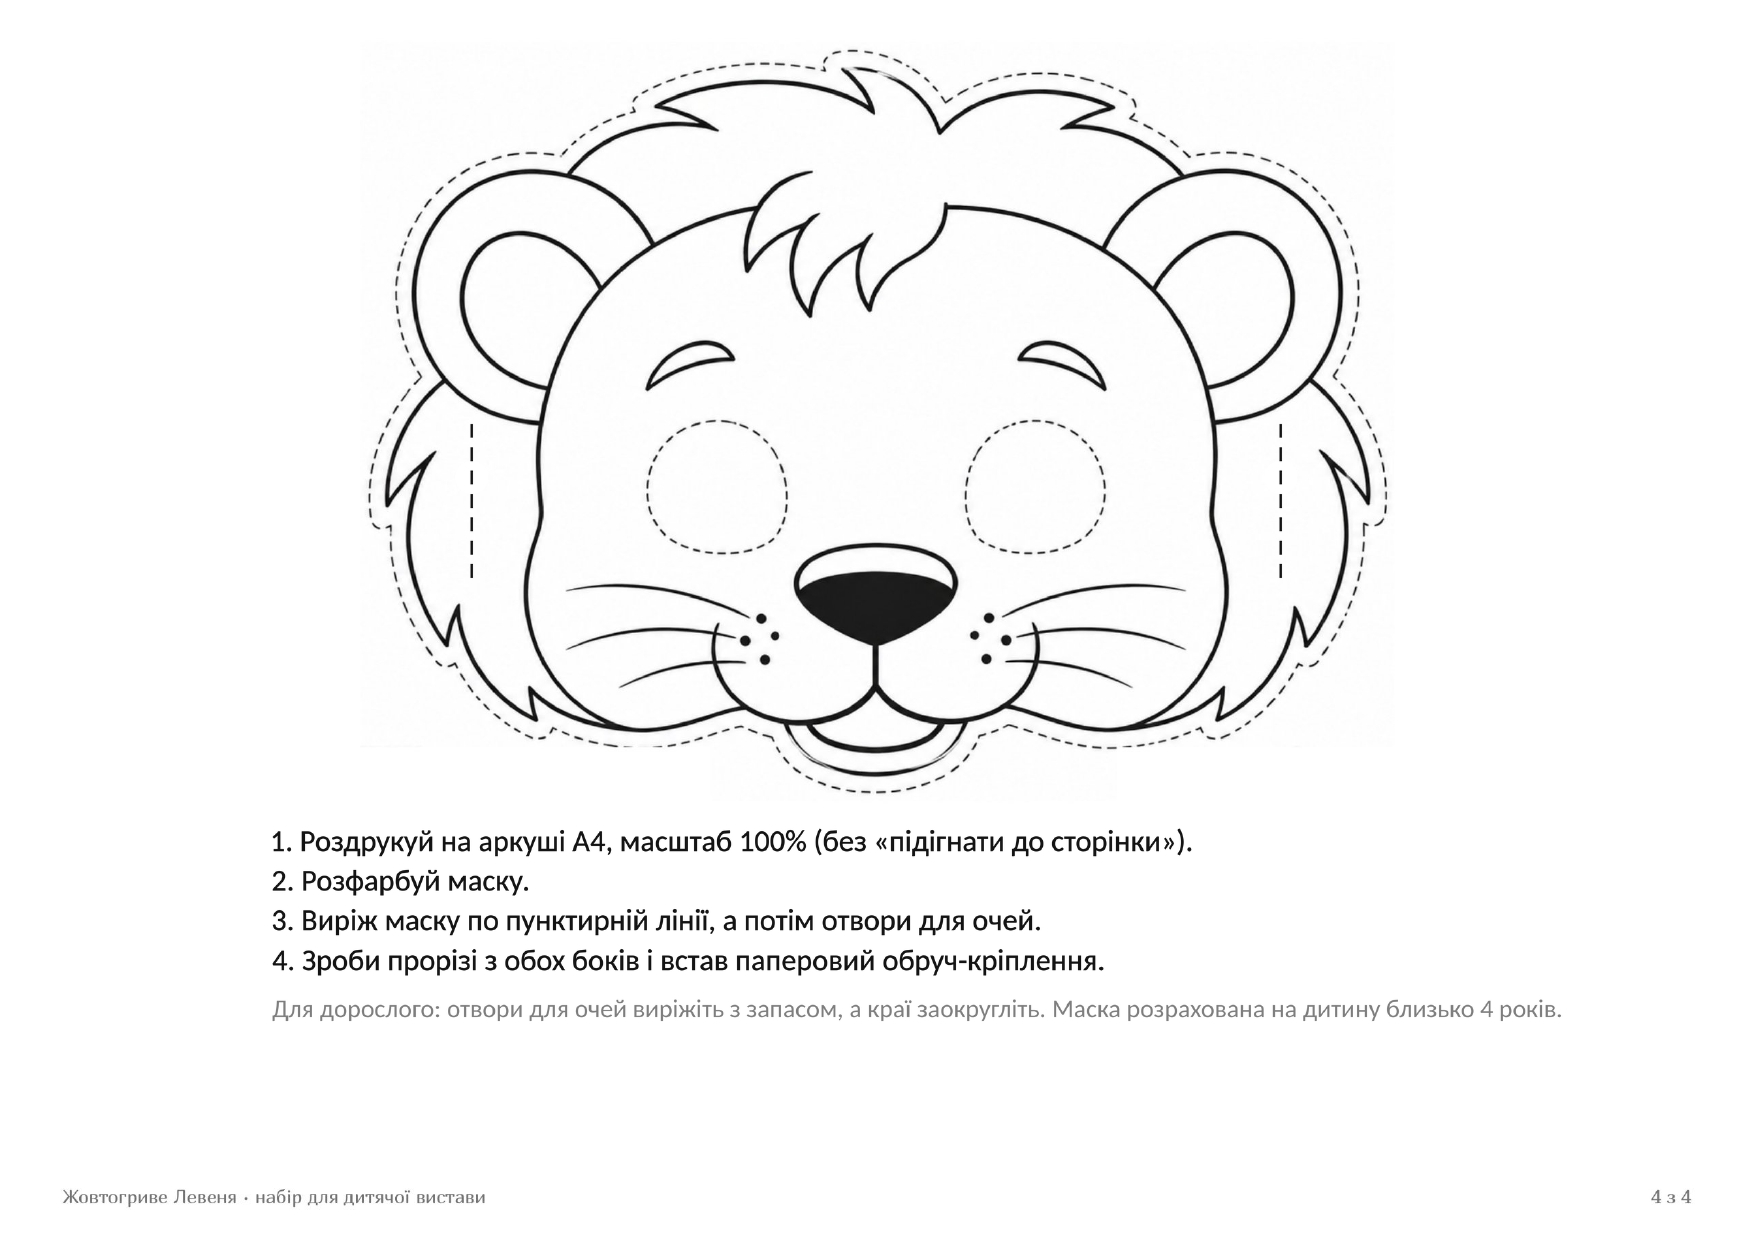 1. Роздрукуй на аркуші А4, масштаб 100% (без «підігнати до сторінки»).
2. Розфарбуй маску.
3. Виріж маску по пунктирній лінії, а потім отвори для очей.
4. Зроби прорізі з обох боків і встав паперовий обруч-кріплення.
Для дорослого: отвори для очей виріжіть з запасом, а краї заокругліть. Маска розрахована на дитину близько 4 років.
Жовтогриве Левеня · набір для дитячої вистави
4 з 4